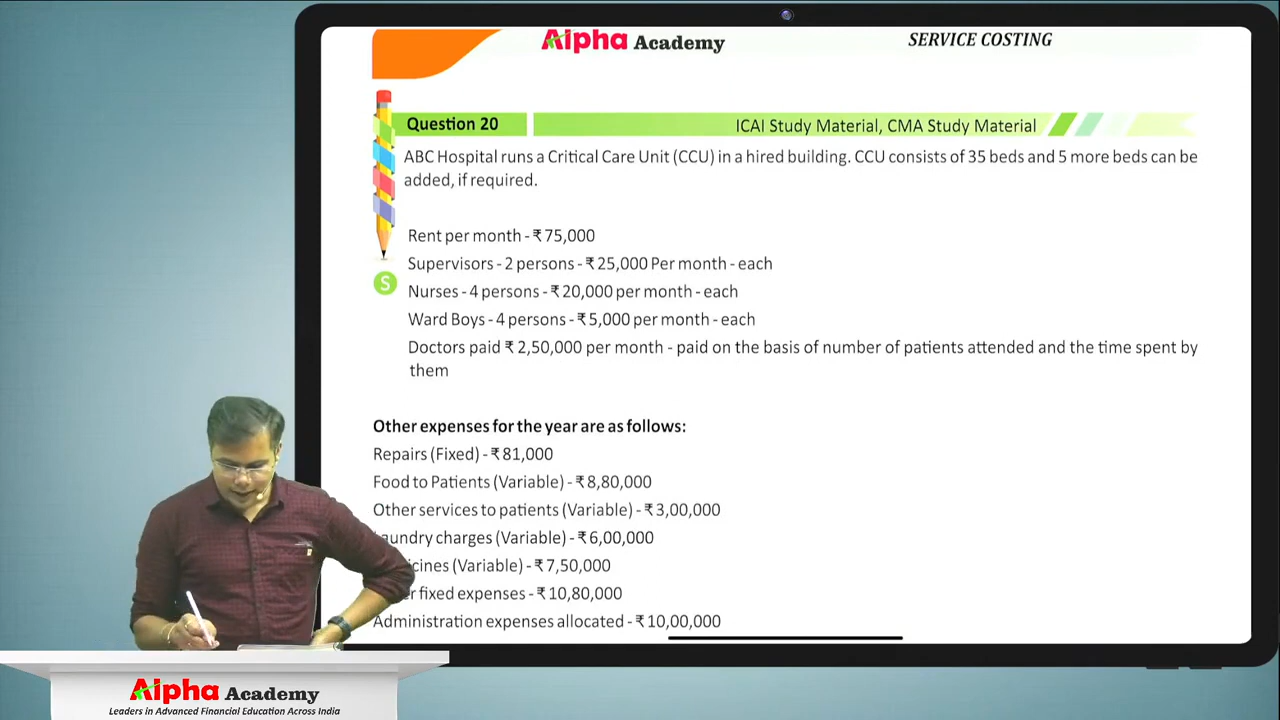 Alpha Academy
SERVICE COSTING
Question 20
ICAI Study Material, CMA Study Material
ABC Hospital runs a Critical Care Unit (CCU) in a hired building. CCU consists of 35 beds and 5 more beds can be
added, if required.
Rent per month - ₹ 75,000
Supervisors - 2 persons - ₹ 25,000 Per month - each
S
Nurses - 4 persons - ₹ 20,000 per month - each
Ward Boys - 4 persons - ₹ 5,000 per month - each
Doctors paid ₹ 2,50,000 per month - paid on the basis of number of patients attended and the time spent by
them
Other expenses for the year are as follows:
Repairs (Fixed) - ₹ 81,000
Food to Patients (Variable) - ₹ 8,80,000
Other services to patients (Variable) - ₹ 3,00,000
aundry charges (Variable) - ₹ 6,00,000
icines (Variable) - ₹ 7,50,000
r fixed expenses - ₹ 10,80,000
Administration expenses allocated - ₹ 10,00,000
Alpha Academy
Leaders in Advanced Financial Education Across India